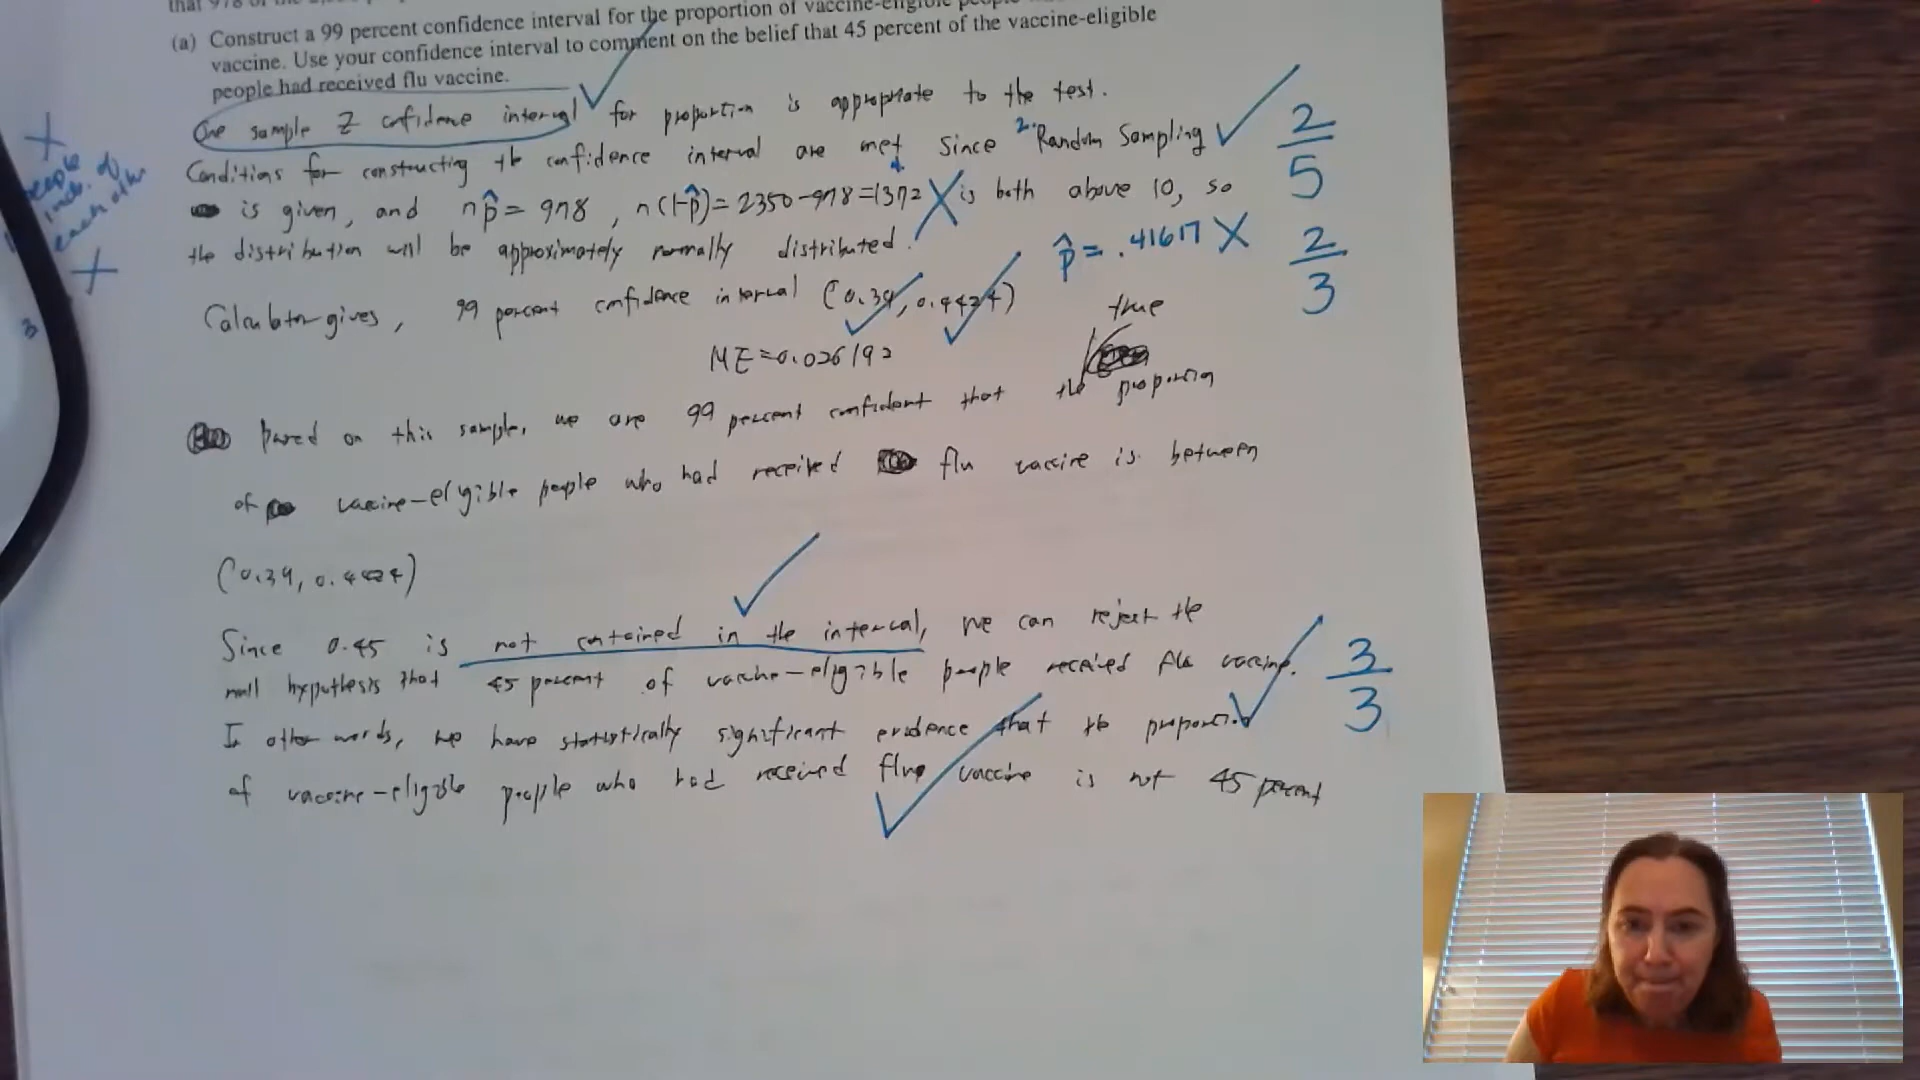 (a) Construct a 99 percent confidence interval for the proportion of vaccine-eligible
vaccine. Use your confidence interval to comment on the belief that 45 percent of the vaccine-eligible
people had received flu vaccine.
One sample Z confidence interval for proportion is appropriate to the test.
Conditions for constructing the confidence interval are met since 2. Random Sampling
is given, and np̂ = 978, n(1-p̂) = 2350-978=1372 is both above 10, so
the distribution will be approximately normally distributed.
p̂ = .41617 X
Calculator gives, 99 percent confidence interval (0.39, 0.4424)
ME=0.026192
true
Based on this sample, we are 99 percent confident that the proportion
of vaccine-eligible people who had received flu vaccine is between
(0.39, 0.4424)
Since 0.45 is not contained in the interval, we can reject the
null hypothesis that 45 percent of vaccine-eligible people received flu vaccine.
In other words, we have statistically significant evidence that the proportion
of vaccine-eligible people who had received flue vaccine is not 45 percent
people
ind. of
each other
3
2
5
2
3
3
3